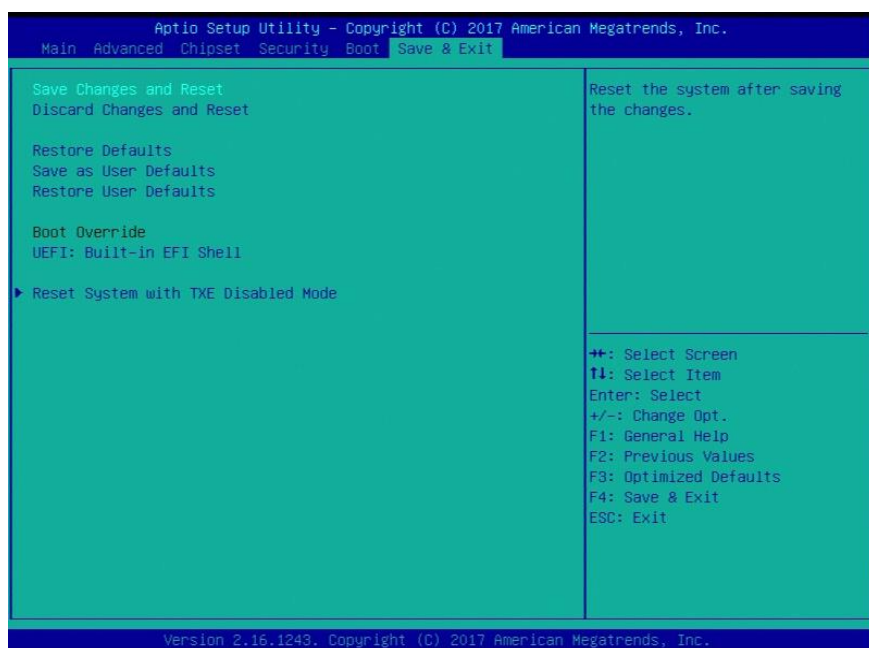 Aptio Setup Utility – Copyright (C) 2017 American Megatrends, Inc.
Main Advanced Chipset Security Boot Save & Exit
Save Changes and Reset
Discard Changes and Reset
Restore Defaults
Save as User Defaults
Restore User Defaults
Boot Override
UEFI: Built-in EFI Shell
▶ Reset System with TXE Disabled Mode
Reset the system after saving
the changes.
→←: Select Screen
↑↓: Select Item
Enter: Select
+/-: Change Opt.
F1: General Help
F2: Previous Values
F3: Optimized Defaults
F4: Save & Exit
ESC: Exit
Version 2.16.1243. Copyright (C) 2017 American Megatrends, Inc.